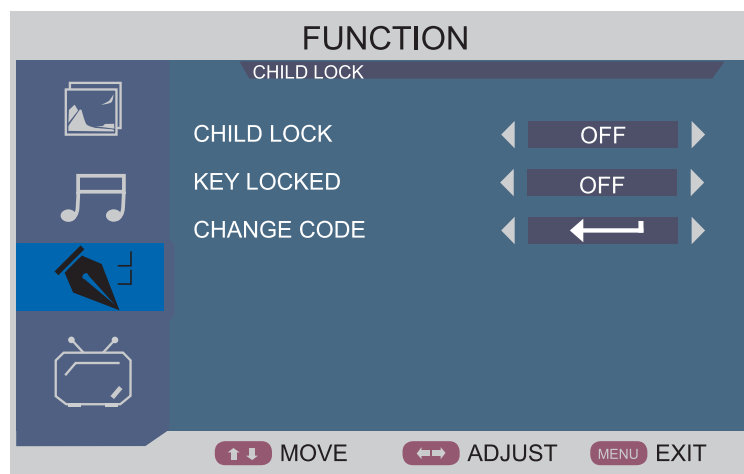 FUNCTION
CHILD LOCK
CHILD LOCK OFF
KEY LOCKED OFF
CHANGE CODE
MOVE ADJUST MENU EXIT